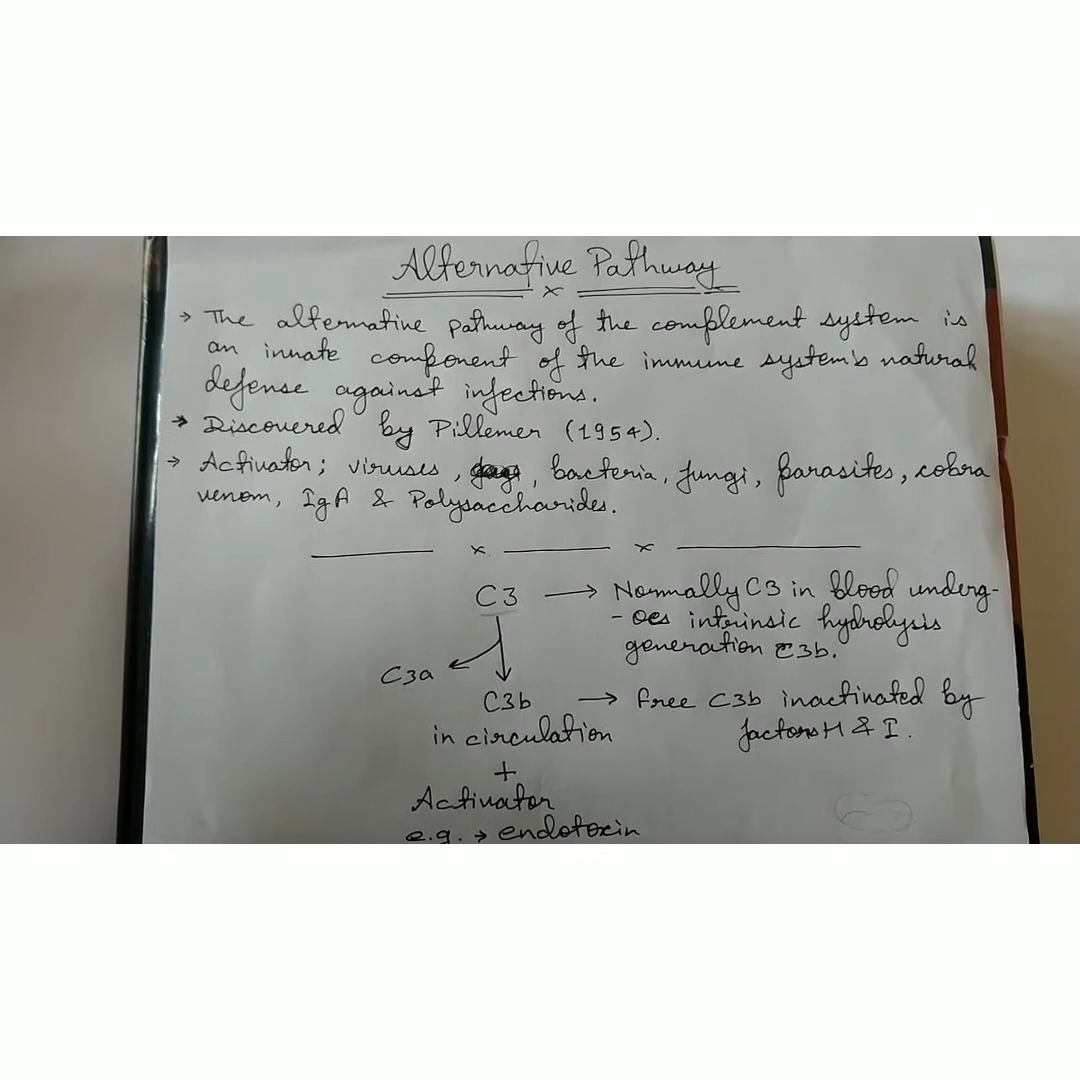 Alternative Pathway
x
→ The alternative pathway of the complement system is
an innate component of the immune system's natural
defense against infections.
→ Discovered by Pillemer (1954).
→ Activator; viruses, , bacteria, fungi, parasites, cobra
venom, IgA & Polysaccharides.
x x
C3 → Normally C3 in blood underg-
- oes intrinsic hydrolysis
generation C3b.
C3a
C3b → free C3b inactivated by
in circulation factors H & I.
+
Activator
e.g. → endotoxin